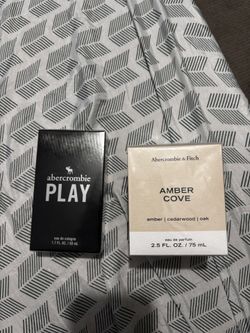 abercrombie
PLAY
eau de cologne
1.7 FL. OZ. / 50 mL
Abercrombie & Fitch
AMBER
COVE
amber | cedarwood | oak
eau de parfum
2.5 FL. OZ. / 75 mL